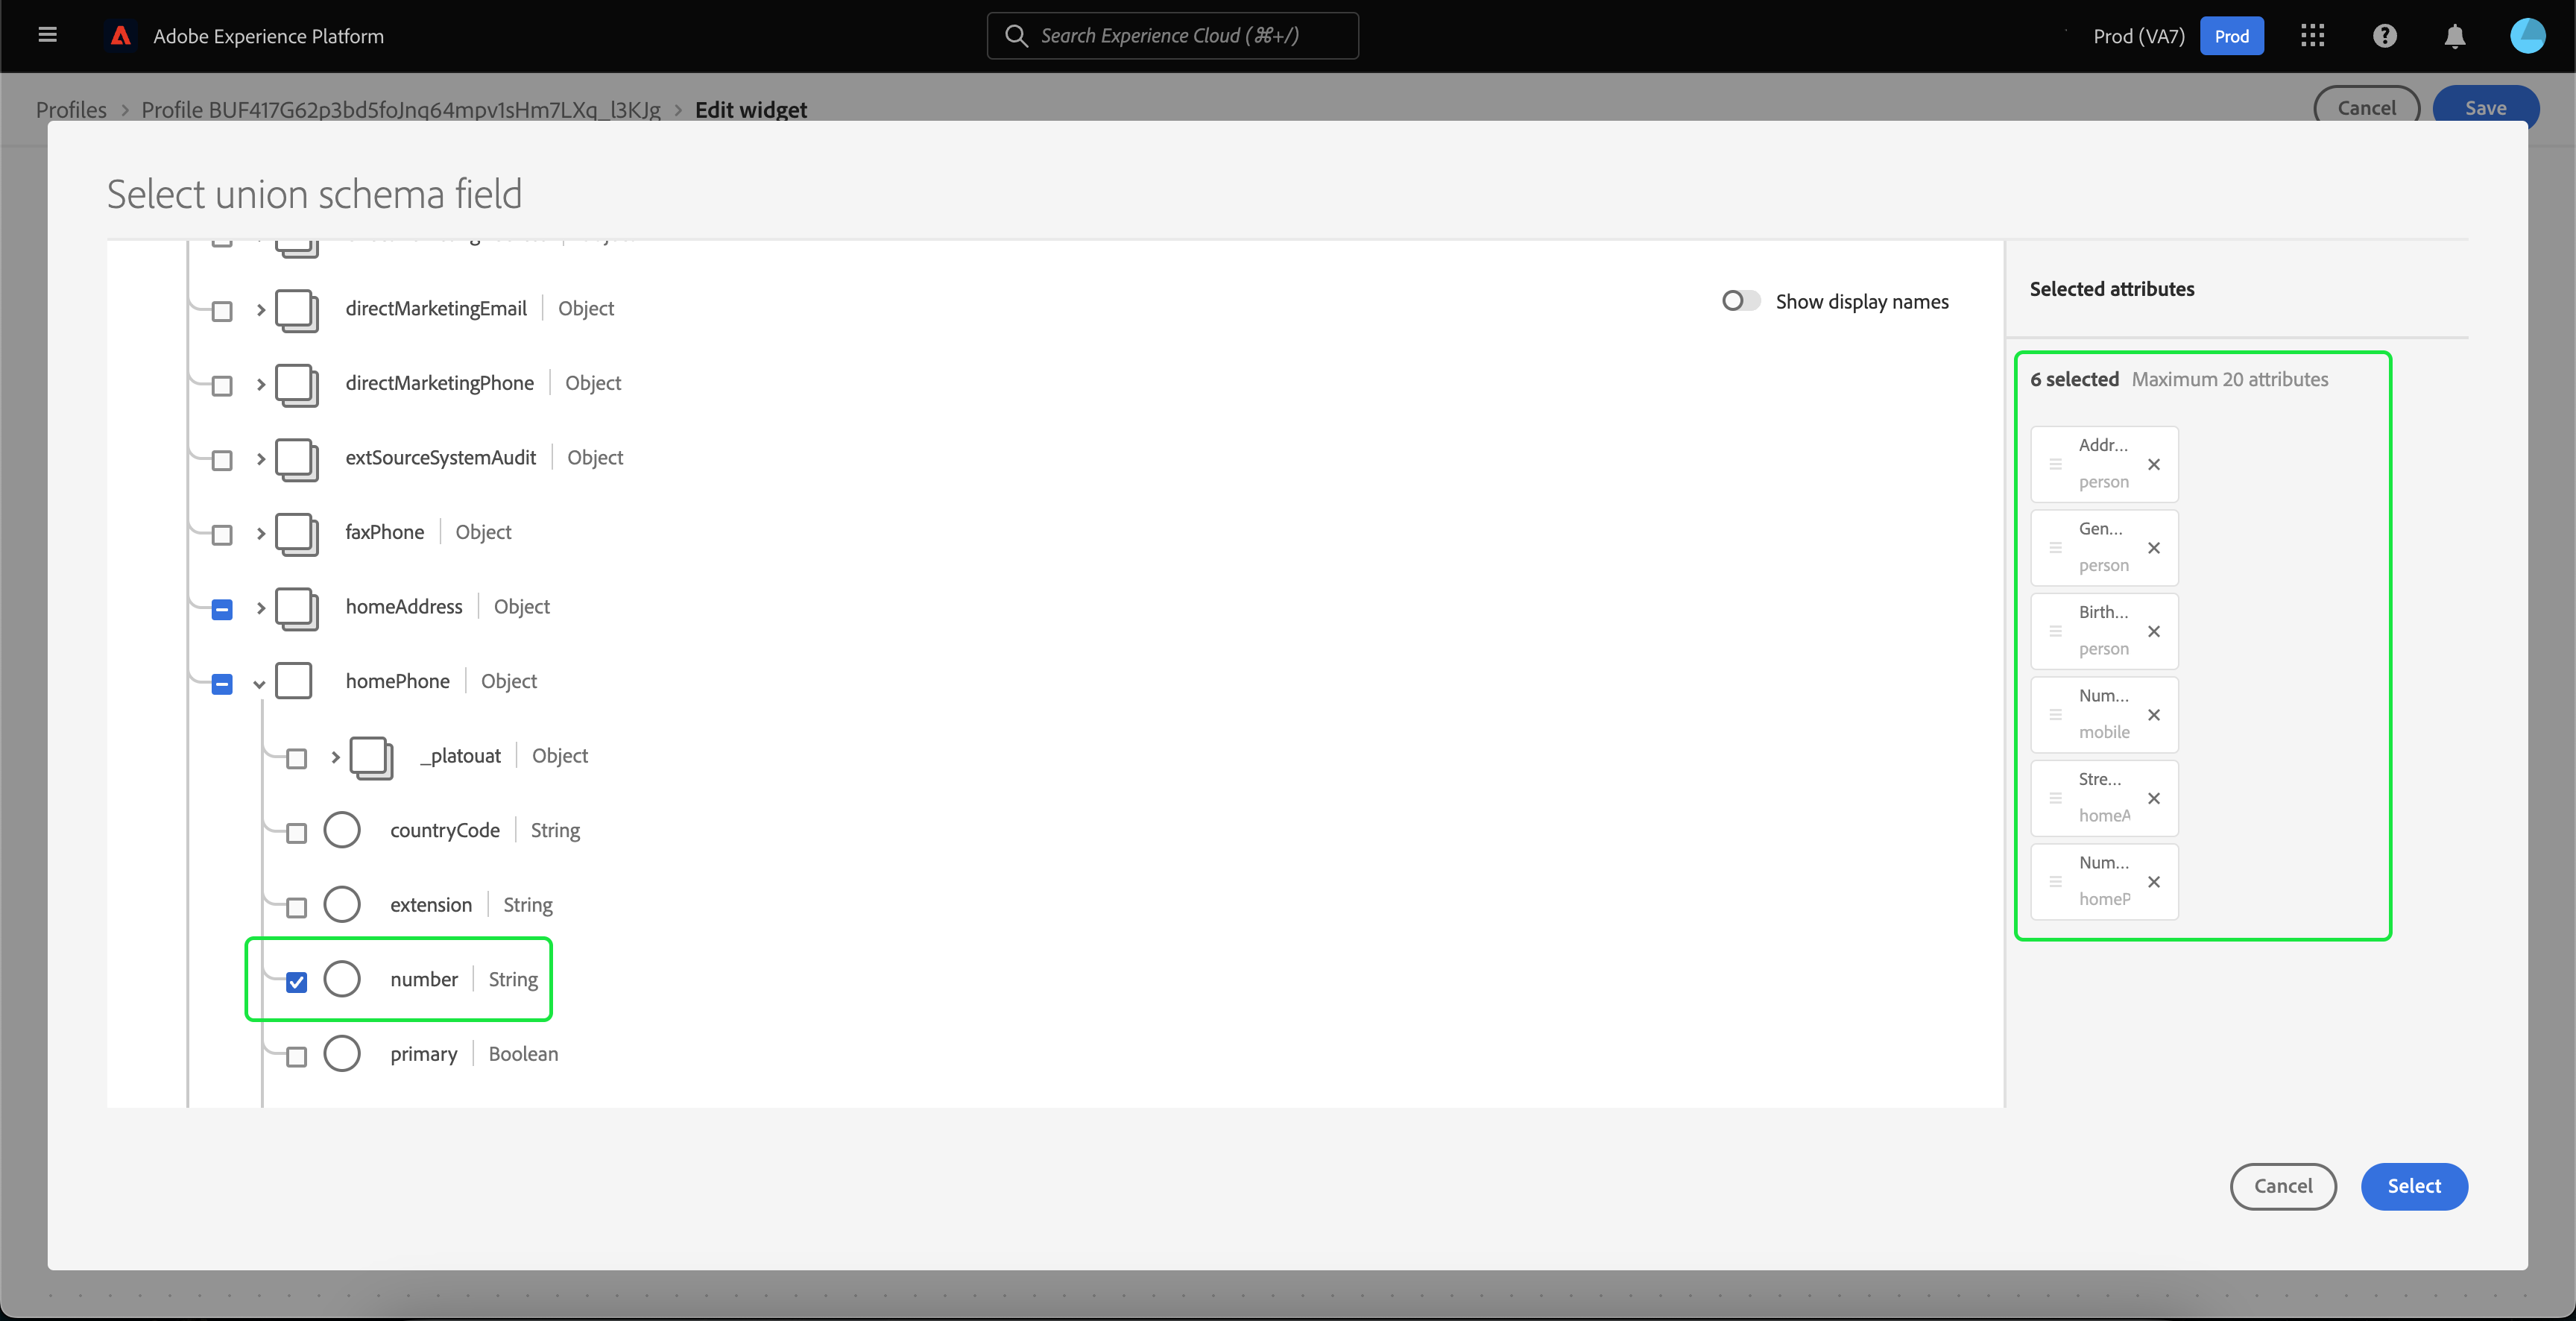 Adobe Experience Platform
Search Experience Cloud (⌘+/)
Prod (VA7)
Prod
Profiles
Profile BUF417G62p3bd5foJnq64mpv1sHm7LXq_l3KJg
Edit widget
Cancel
Save
Select union schema field
directMarketingEmail | Object
directMarketingPhone | Object
extSourceSystemAudit | Object
faxPhone | Object
homeAddress | Object
homePhone | Object
_platouat | Object
countryCode | String
extension | String
number | String
primary | Boolean
Show display names
Selected attributes
6 selected Maximum 20 attributes
Addr...
person
Gen...
person
Birth...
person
Num...
mobile
Stre...
homeA
Num...
homeP
Cancel
Select